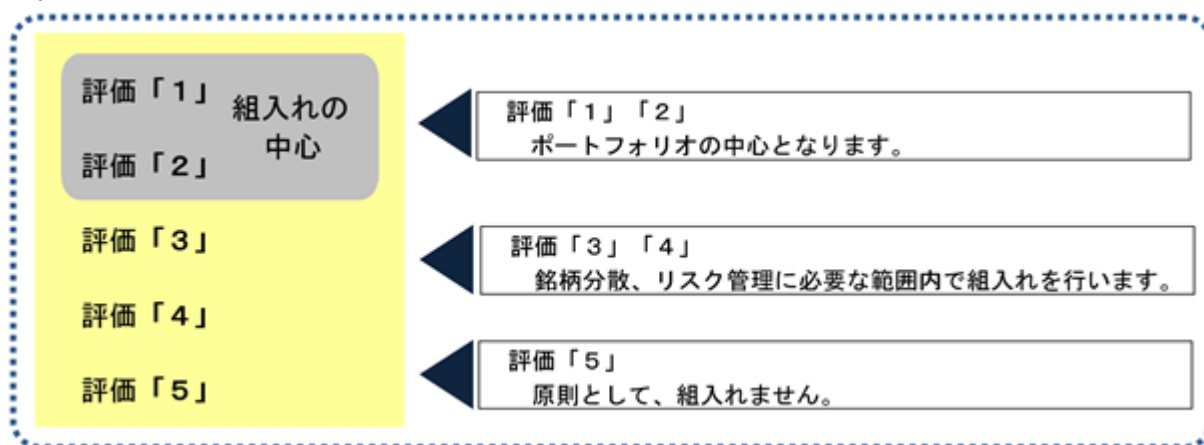 評価「１」
組入れの
中心
評価「２」
評価「３」
評価「４」
評価「５」
評価「１」「２」
ポートフォリオの中心となります。
評価「３」「４」
銘柄分散、リスク管理に必要な範囲内で組入れを行います。
評価「５」
原則として、組入れません。